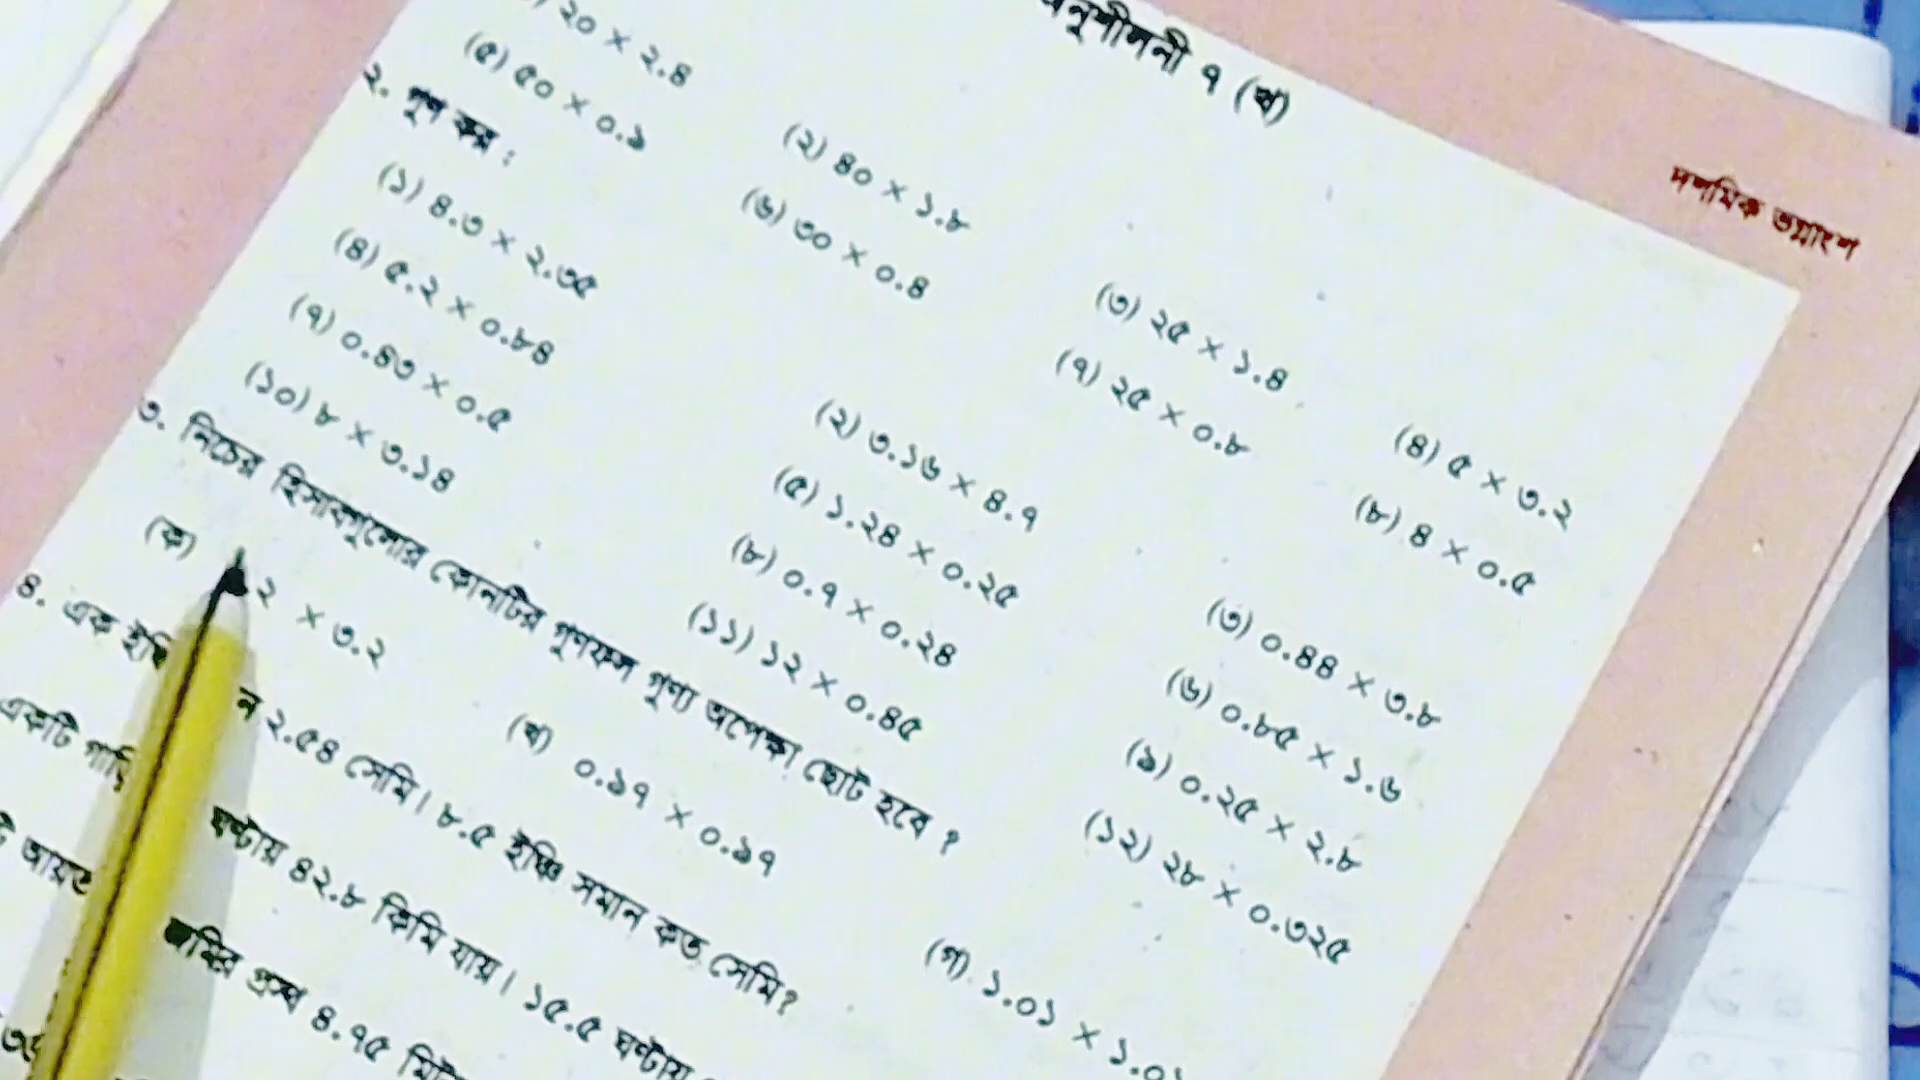 দশমিক ভগ্নাংশ
অনুশীলনী ৭ (খ)
২০ × ২.৪ (২) ৪০ × ১.৮ (৩) ২৫ × ১.৪ (৪) ৫ × ৩.২
(৫) ৫০ × ০.১ (৬) ৩০ × ০.৪ (৭) ২৫ × ০.৮ (৮) ৪ × ০.৫
২. গুণ কর :
(১) ৪.৩ × ২.৩৫ (২) ৩.১৬ × ৪.৭ (৩) ০.৪৪ × ৩.৮
(৪) ৫.২ × ০.৮৪ (৫) ১.২৪ × ০.২৫ (৬) ০.৮৫ × ১.৬
(৭) ০.৪৩ × ০.৫ (৮) ০.৭ × ০.২৪ (৯) ০.২৫ × ২.৮
(১০) ৮ × ৩.১৪ (১১) ১২ × ০.৪৫ (১২) ২৮ × ০.৩২৫
৩. নিচের হিসাবগুলোর কোনটির গুণফল গুণ্য অপেক্ষা ছোট হবে ?
(ক) ২ × ৩.২ (খ) ০.৯৭ × ০.৯৭ (গ) ১.০১ × ১.০১
৪. এক ইঞ্চি ন ২.৫৪ সেমি। ৮.৫ ইঞ্চি সমান কত সেমি?
একটি গাড়ি ঘণ্টায় ৪২.৮ কিমি যায়। ১৫.৫ ঘণ্টায়
আয়ত জমির প্রস্থ ৪.৭৫